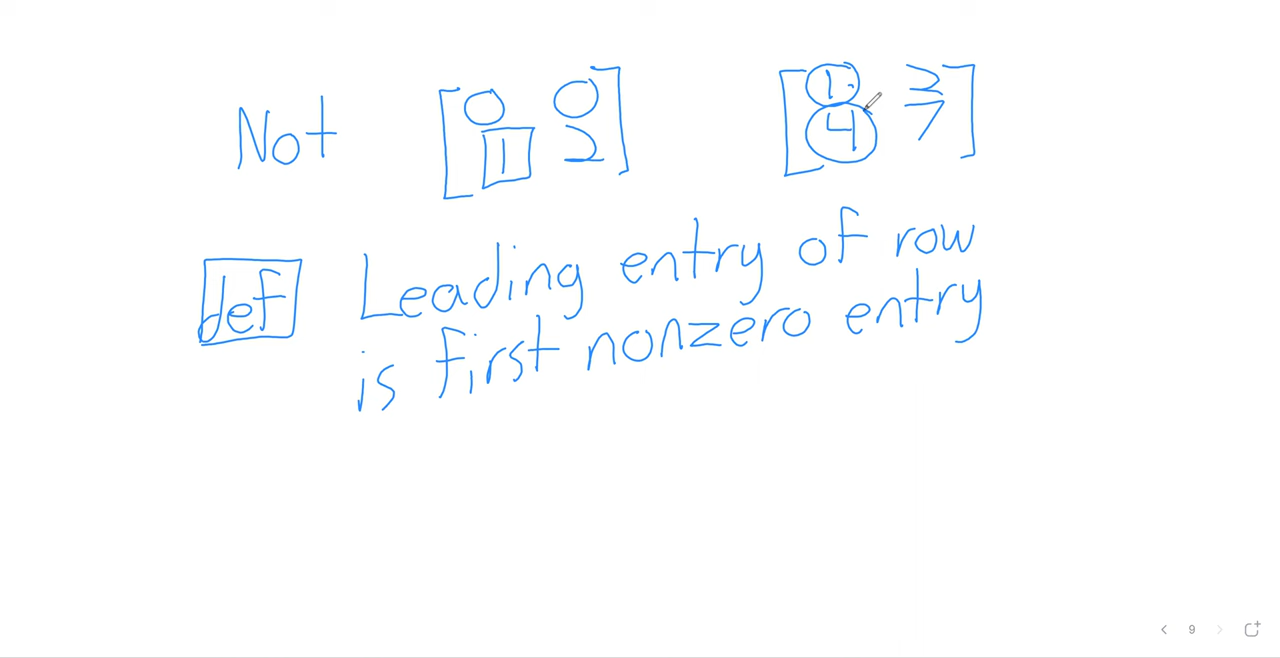 Not [0 0 [1 3
1 2] 4 7]
def Leading entry of row
is first nonzero entry
9